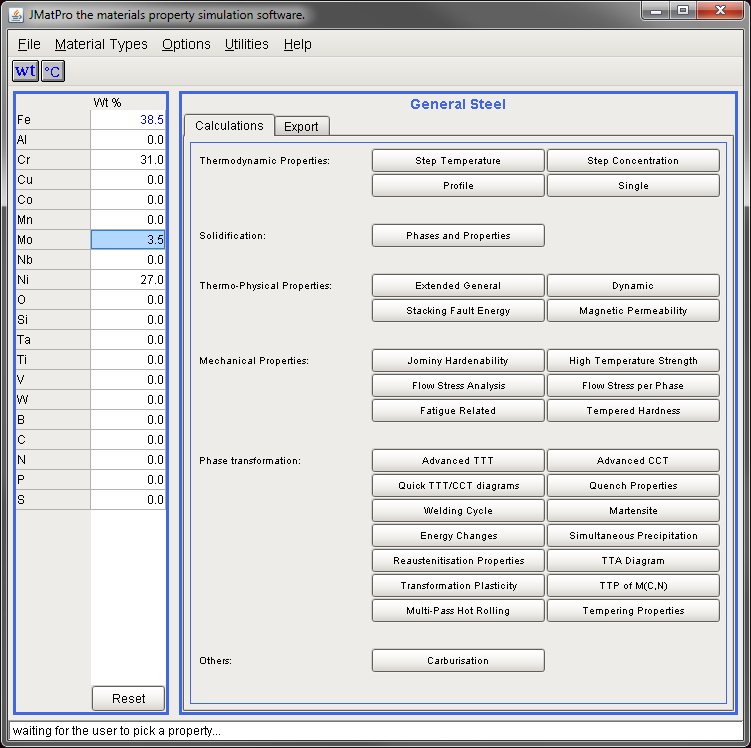 JMatPro the materials property simulation software.
File Material Types Options Utilities Help
wt °C
Wt %
Fe 38.5
Al 0.0
Cr 31.0
Cu 0.0
Co 0.0
Mn 0.0
Mo 3.5
Nb 0.0
Ni 27.0
O 0.0
Si 0.0
Ta 0.0
Ti 0.0
V 0.0
W 0.0
B 0.0
C 0.0
N 0.0
P 0.0
S 0.0
Reset
General Steel
Calculations Export
Thermodynamic Properties: Step Temperature Step Concentration
Profile Single
Solidification: Phases and Properties
Thermo-Physical Properties: Extended General Dynamic
Stacking Fault Energy Magnetic Permeability
Mechanical Properties: Jominy Hardenability High Temperature Strength
Flow Stress Analysis Flow Stress per Phase
Fatigue Related Tempered Hardness
Phase transformation: Advanced TTT Advanced CCT
Quick TTT/CCT diagrams Quench Properties
Welding Cycle Martensite
Energy Changes Simultaneous Precipitation
Reaustenitisation Properties TTA Diagram
Transformation Plasticity TTP of M(C,N)
Multi-Pass Hot Rolling Tempering Properties
Others: Carburisation
waiting for the user to pick a property...